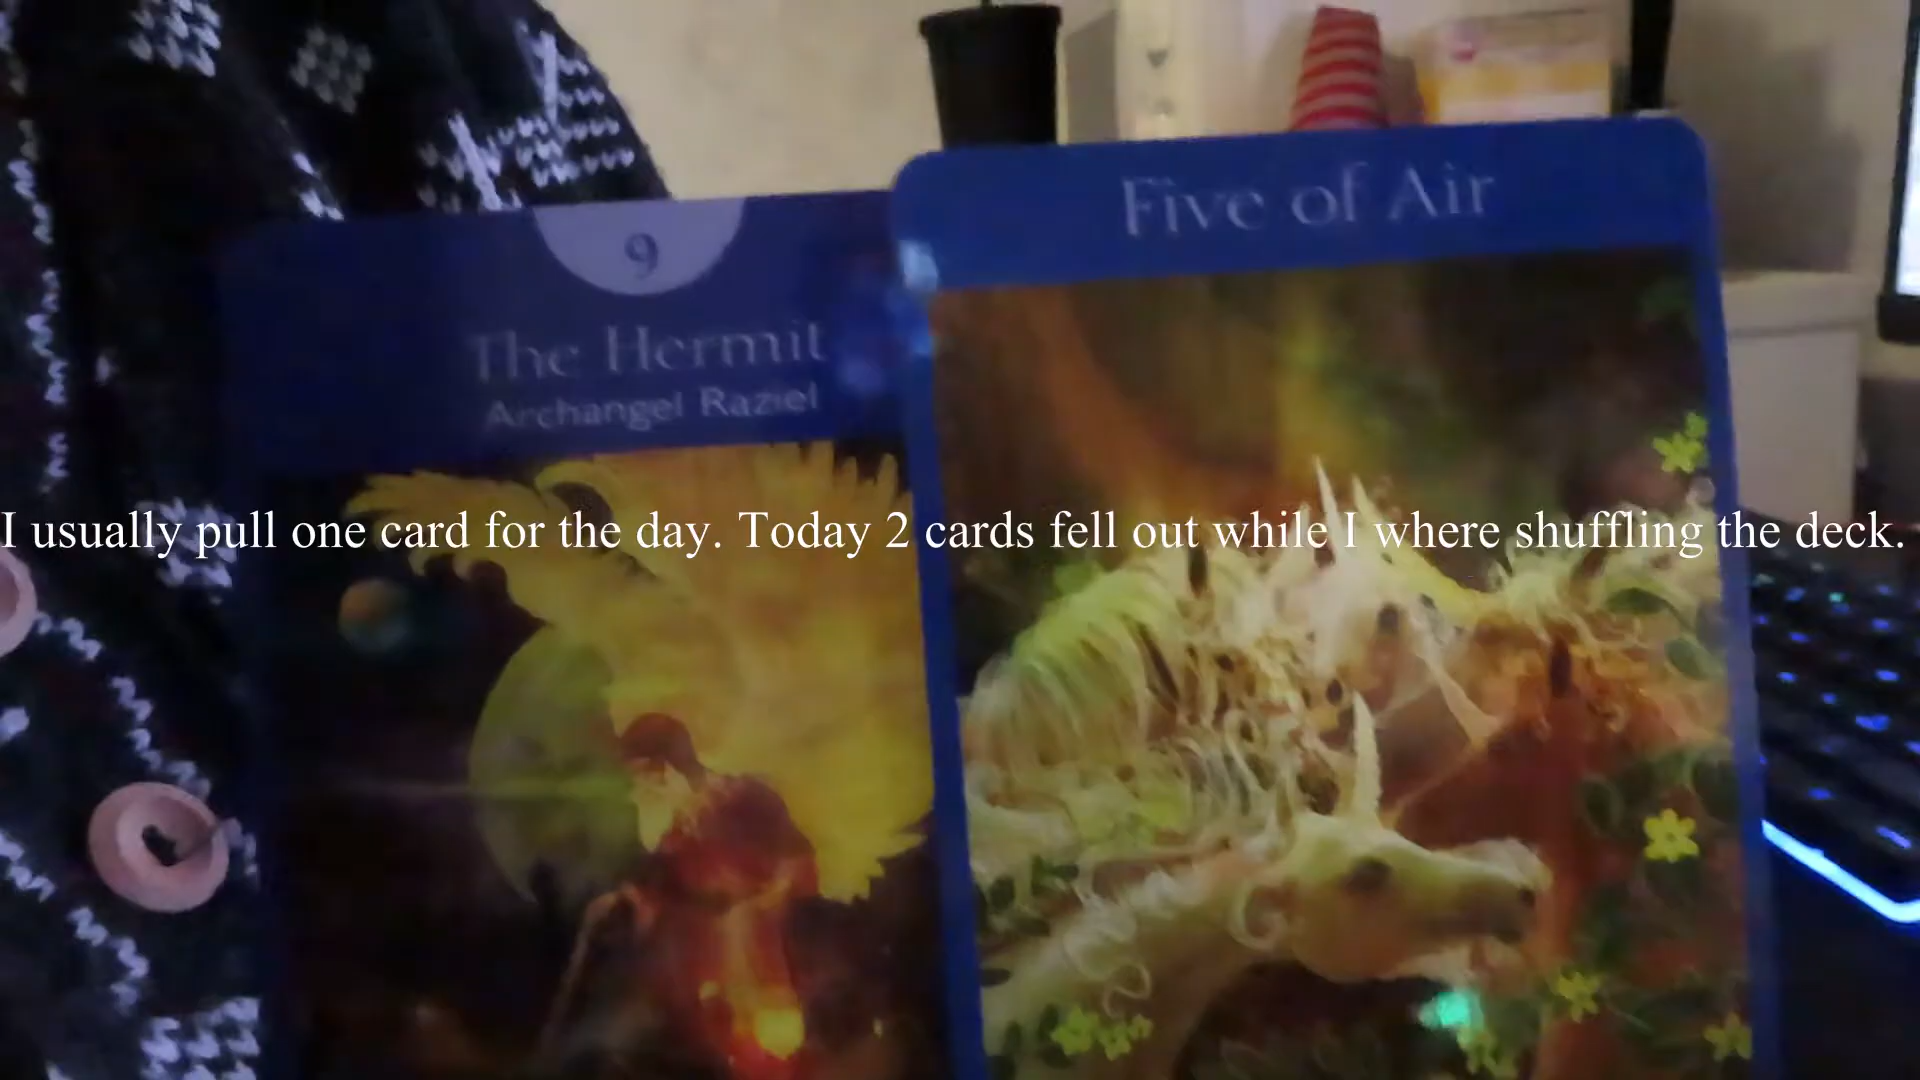 Five of Air
9
The Hermit
Archangel Raziel
I usually pull one card for the day. Today 2 cards fell out while I where shuffling the deck.